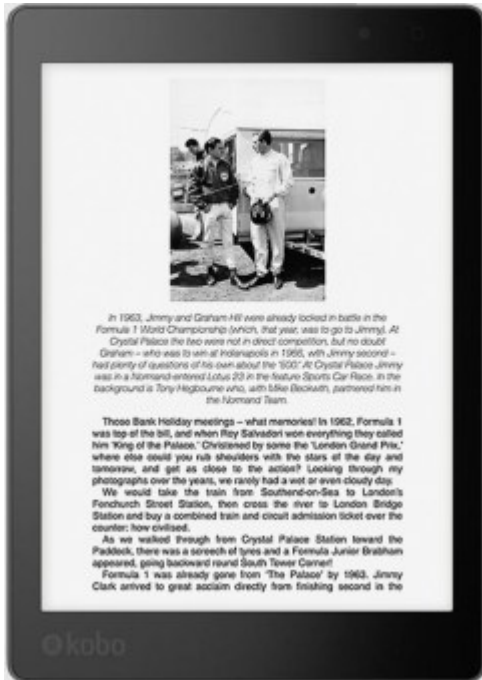 In 1963, Jimmy and Graham Hill were already locked in battle in the
Formula 1 World Championship (which, that year, was to go to Jimmy). At
Crystal Palace the two were not in direct competition, but no doubt
Graham – who was to win at Indianapolis in 1966, with Jimmy second –
had plenty of questions of his own about the "500." At Crystal Palace Jimmy
was in a Normand-entered Lotus 23 in the feature Sports Car Race. In the
background is Tony Hegbourne who, with Mike Beckwith, partnered him in
the Normand Team.
Those Bank Holiday meetings – what memories! In 1962, Formula 1
was top of the bill, and when Roy Salvadori won everything they called
him 'King of the Palace.' Christened by some the 'London Grand Prix,'
where else could you rub shoulders with the stars of the day and
tomorrow, and get as close to the action? Looking through my
photographs over the years, we rarely had a wet or even cloudy day.
We would take the train from Southend-on-Sea to London's
Fenchurch Street Station, then cross the river to London Bridge
Station and buy a combined train and circuit admission ticket over the
counter; how civilised.
As we walked through from Crystal Palace Station toward the
Paddock, there was a screech of tyres and a Formula Junior Brabham
appeared, going backward round South Tower Corner!
Formula 1 was already gone from 'The Palace' by 1963. Jimmy
Clark arrived to great acclaim directly from finishing second in the
kobo